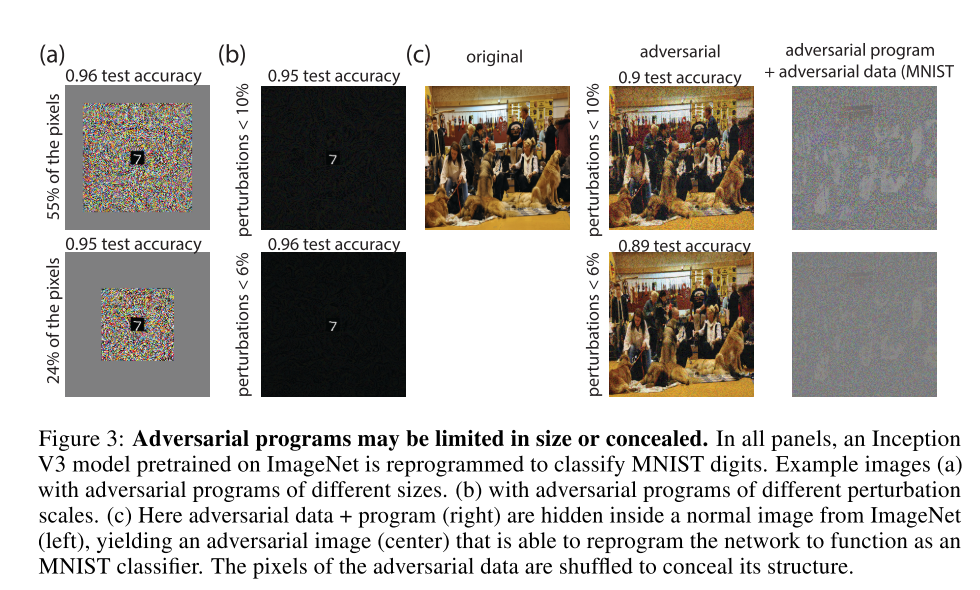 (a)
(b)
(c)
original
adversarial
adversarial program
+ adversarial data (MNIST
0.96 test accuracy
0.95 test accuracy
0.9 test accuracy
55% of the pixels
perturbations < 10%
perturbations < 10%
7
7
0.95 test accuracy
0.96 test accuracy
0.89 test accuracy
24% of the pixels
perturbations < 6%
perturbations < 6%
7
7
Figure 3: Adversarial programs may be limited in size or concealed. In all panels, an Inception
V3 model pretrained on ImageNet is reprogrammed to classify MNIST digits. Example images (a)
with adversarial programs of different sizes. (b) with adversarial programs of different perturbation
scales. (c) Here adversarial data + program (right) are hidden inside a normal image from ImageNet
(left), yielding an adversarial image (center) that is able to reprogram the network to function as an
MNIST classifier. The pixels of the adversarial data are shuffled to conceal its structure.